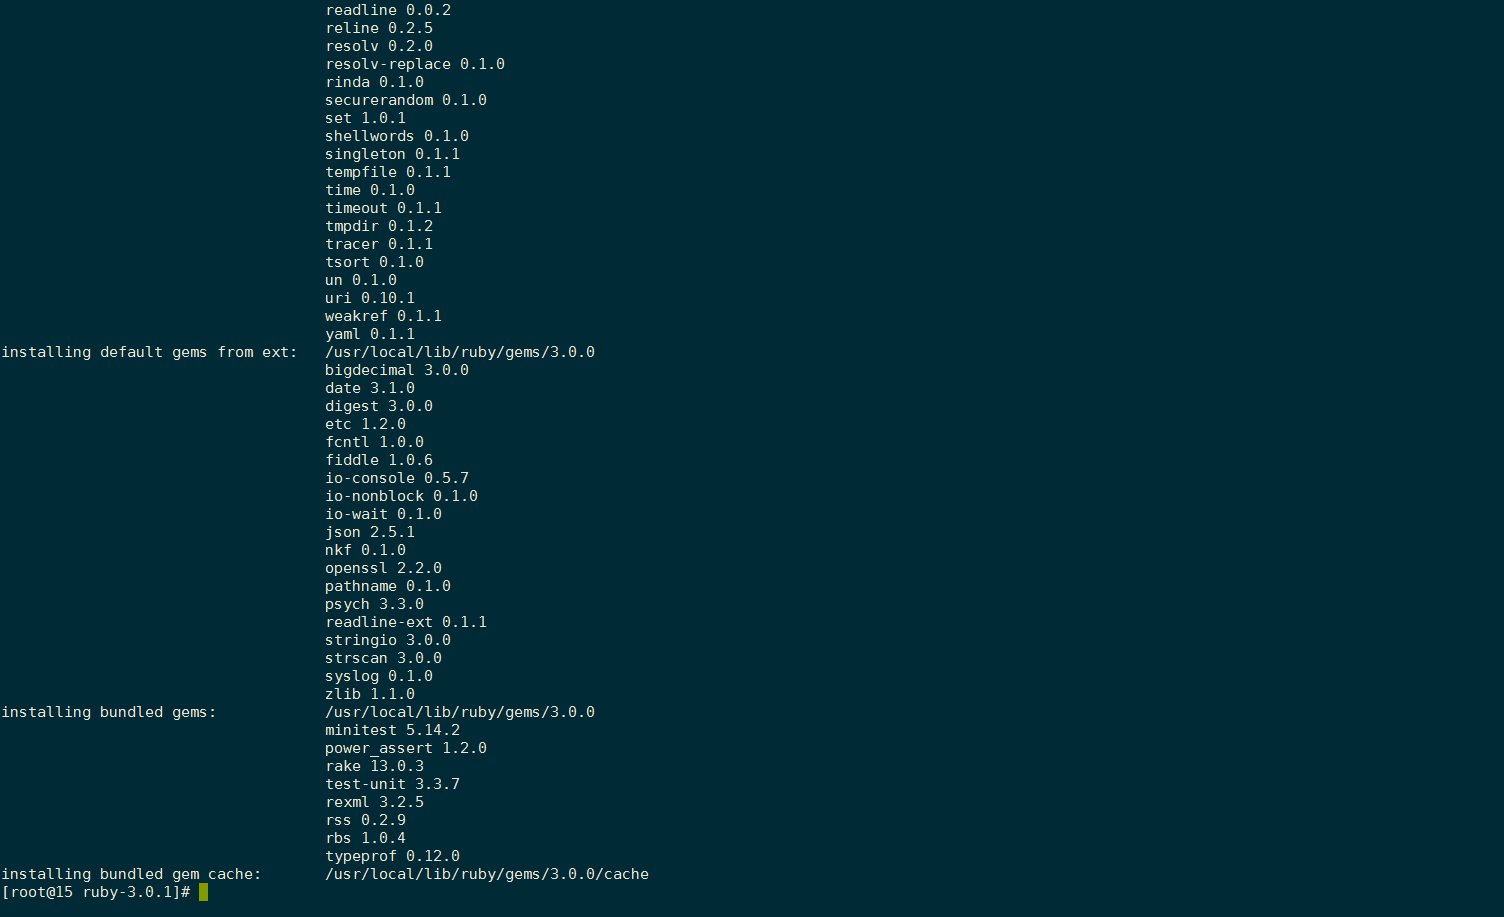 readline 0.0.2
reline 0.2.5
resolv 0.2.0
resolv-replace 0.1.0
rinda 0.1.0
securerandom 0.1.0
set 1.0.1
shellwords 0.1.0
singleton 0.1.1
tempfile 0.1.1
time 0.1.0
timeout 0.1.1
tmpdir 0.1.2
tracer 0.1.1
tsort 0.1.0
un 0.1.0
uri 0.10.1
weakref 0.1.1
yaml 0.1.1
installing default gems from ext:   /usr/local/lib/ruby/gems/3.0.0
bigdecimal 3.0.0
date 3.1.0
digest 3.0.0
etc 1.2.0
fcntl 1.0.0
fiddle 1.0.6
io-console 0.5.7
io-nonblock 0.1.0
io-wait 0.1.0
json 2.5.1
nkf 0.1.0
openssl 2.2.0
pathname 0.1.0
psych 3.3.0
readline-ext 0.1.1
stringio 3.0.0
strscan 3.0.0
syslog 0.1.0
zlib 1.1.0
installing bundled gems:            /usr/local/lib/ruby/gems/3.0.0
minitest 5.14.2
power_assert 1.2.0
rake 13.0.3
test-unit 3.3.7
rexml 3.2.5
rss 0.2.9
rbs 1.0.4
typeprof 0.12.0
installing bundled gem cache:       /usr/local/lib/ruby/gems/3.0.0/cache
[root@15 ruby-3.0.1]#